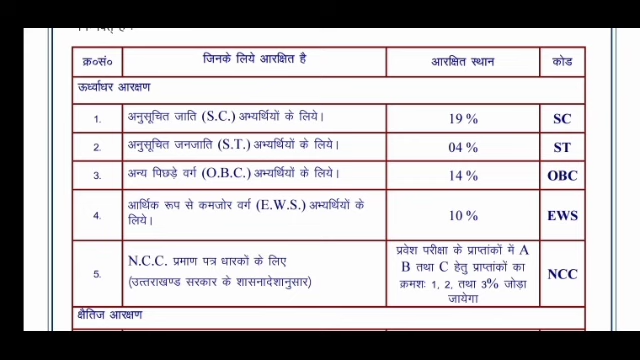 क्र०सं० जिनके लिये आरक्षित है आरक्षित स्थान कोड
ऊर्ध्वाधर आरक्षण
1. अनुसूचित जाति (S.C.) अभ्यर्थियों के लिये। 19 % SC
2. अनुसूचित जनजाति (S.T.) अभ्यर्थियों के लिये। 04 % ST
3. अन्य पिछड़े वर्ग (O.B.C.) अभ्यर्थियों के लिये। 14 % OBC
4. आर्थिक रूप से कमजोर वर्ग (E.W.S.) अभ्यर्थियों के
लिये। 10 % EWS
5. N.C.C. प्रमाण पत्र धारकों के लिए
(उत्तराखण्ड सरकार के शासनादेशानुसार)
प्रवेश परीक्षा के प्राप्तांकों में A
B तथा C हेतु प्राप्तांकों का
क्रमशः 1, 2, तथा 3% जोड़ा
जायेगा
NCC
क्षैतिज आरक्षण